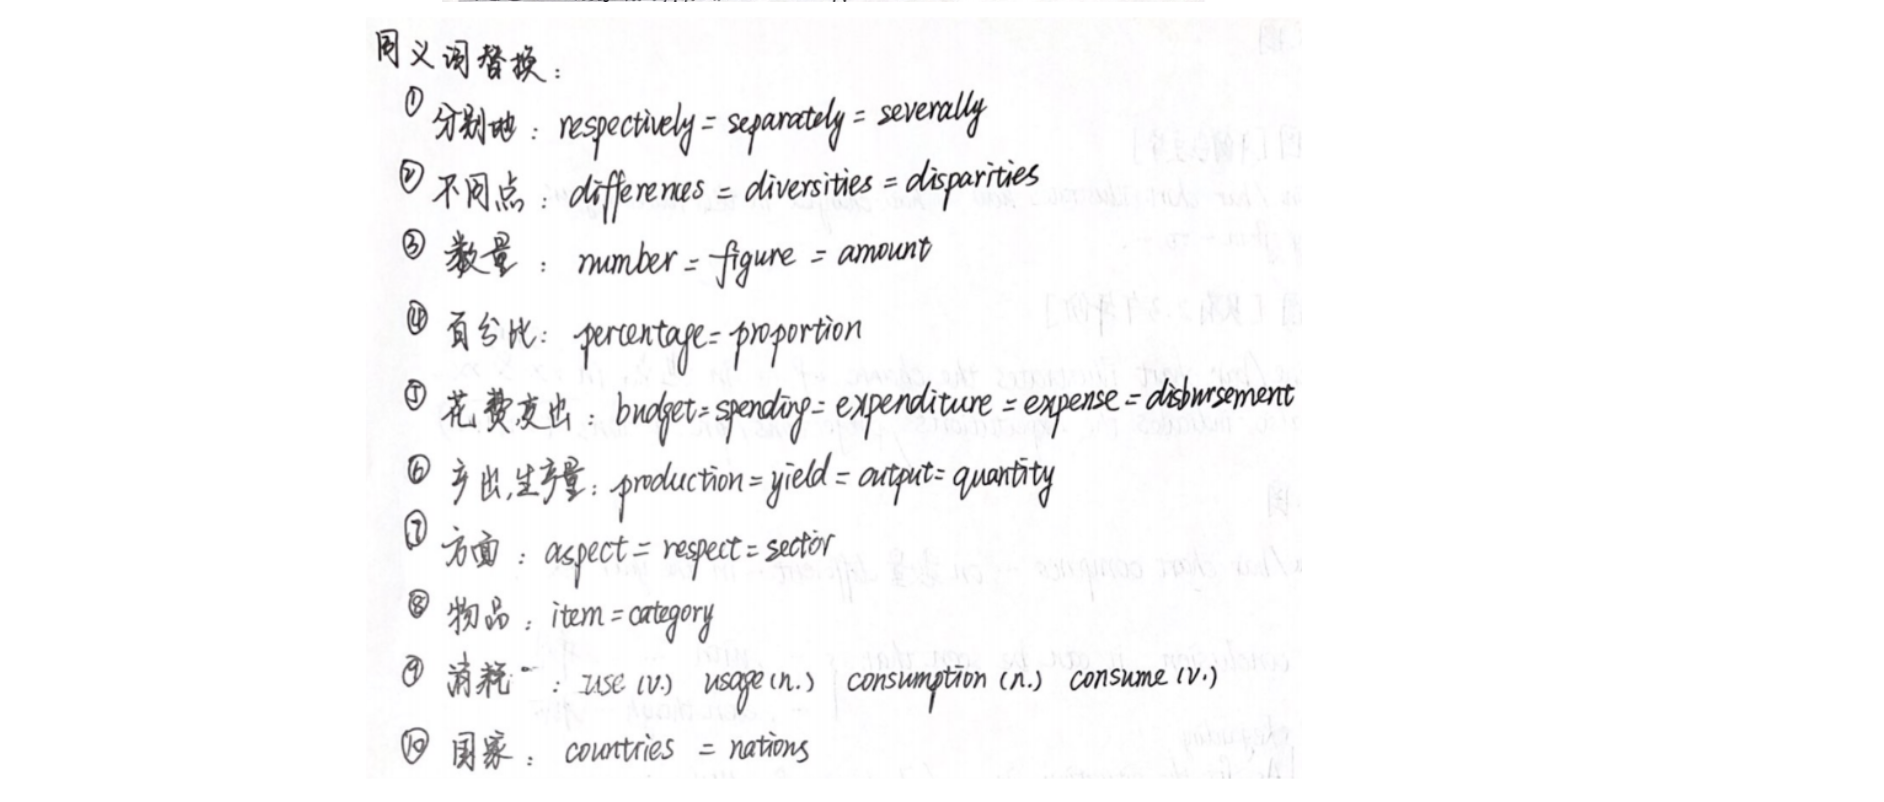 同义词替换：
① 分别地：respectively = separately = severally
② 不同点：differences = diversities = disparities
③ 数量：number = figure = amount
④ 百分比：percentage = proportion
⑤ 花费,支出：budget = spending = expenditure = expense = disbursement
⑥ 产出,生产量：production = yield = output = quantity
⑦ 方面：aspect = respect = sector
⑧ 物品：item = category
⑨ 消耗：use (v.) usage (n.) consumption (n.) consume (v.)
⑩ 国家：countries = nations